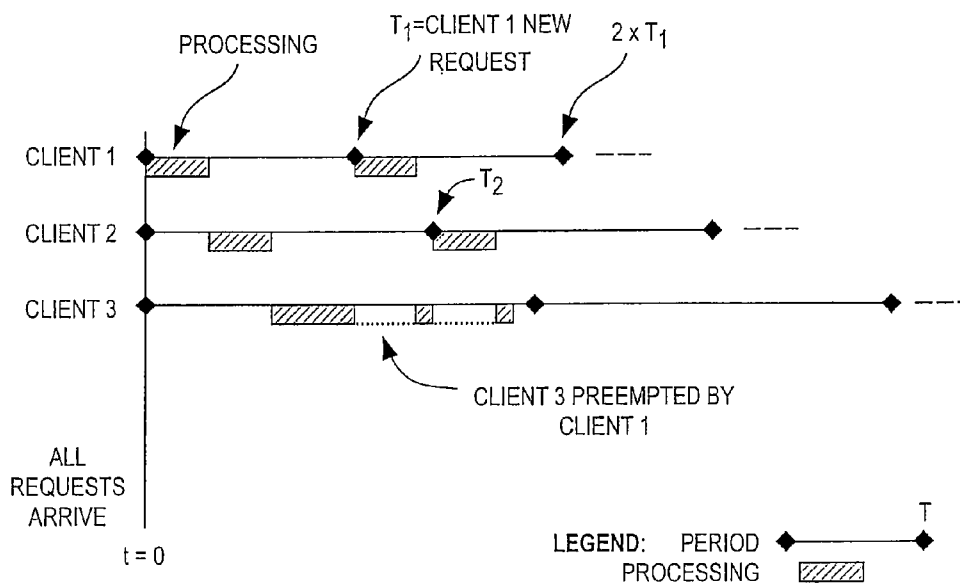 PROCESSING
T₁=CLIENT 1 NEW
REQUEST
2 x T₁
CLIENT 1
T₂
CLIENT 2
CLIENT 3
CLIENT 3 PREEMPTED BY
CLIENT 1
ALL
REQUESTS
ARRIVE
t = 0
T
LEGEND: PERIOD
PROCESSING